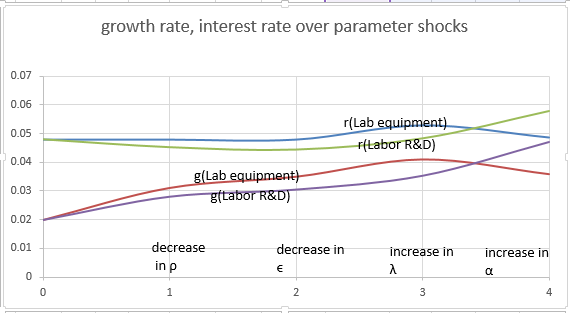 growth rate, interest rate over parameter shocks
0.07
0.06
0.05
0.04
0.03
0.02
0.01
0
r(Lab equipment)
r(Labor R&D)
g(Lab equipment)
g(Labor R&D)
decrease
in ρ
decrease in
ϵ
increase in
λ
increase in
α
0 1 2 3 4